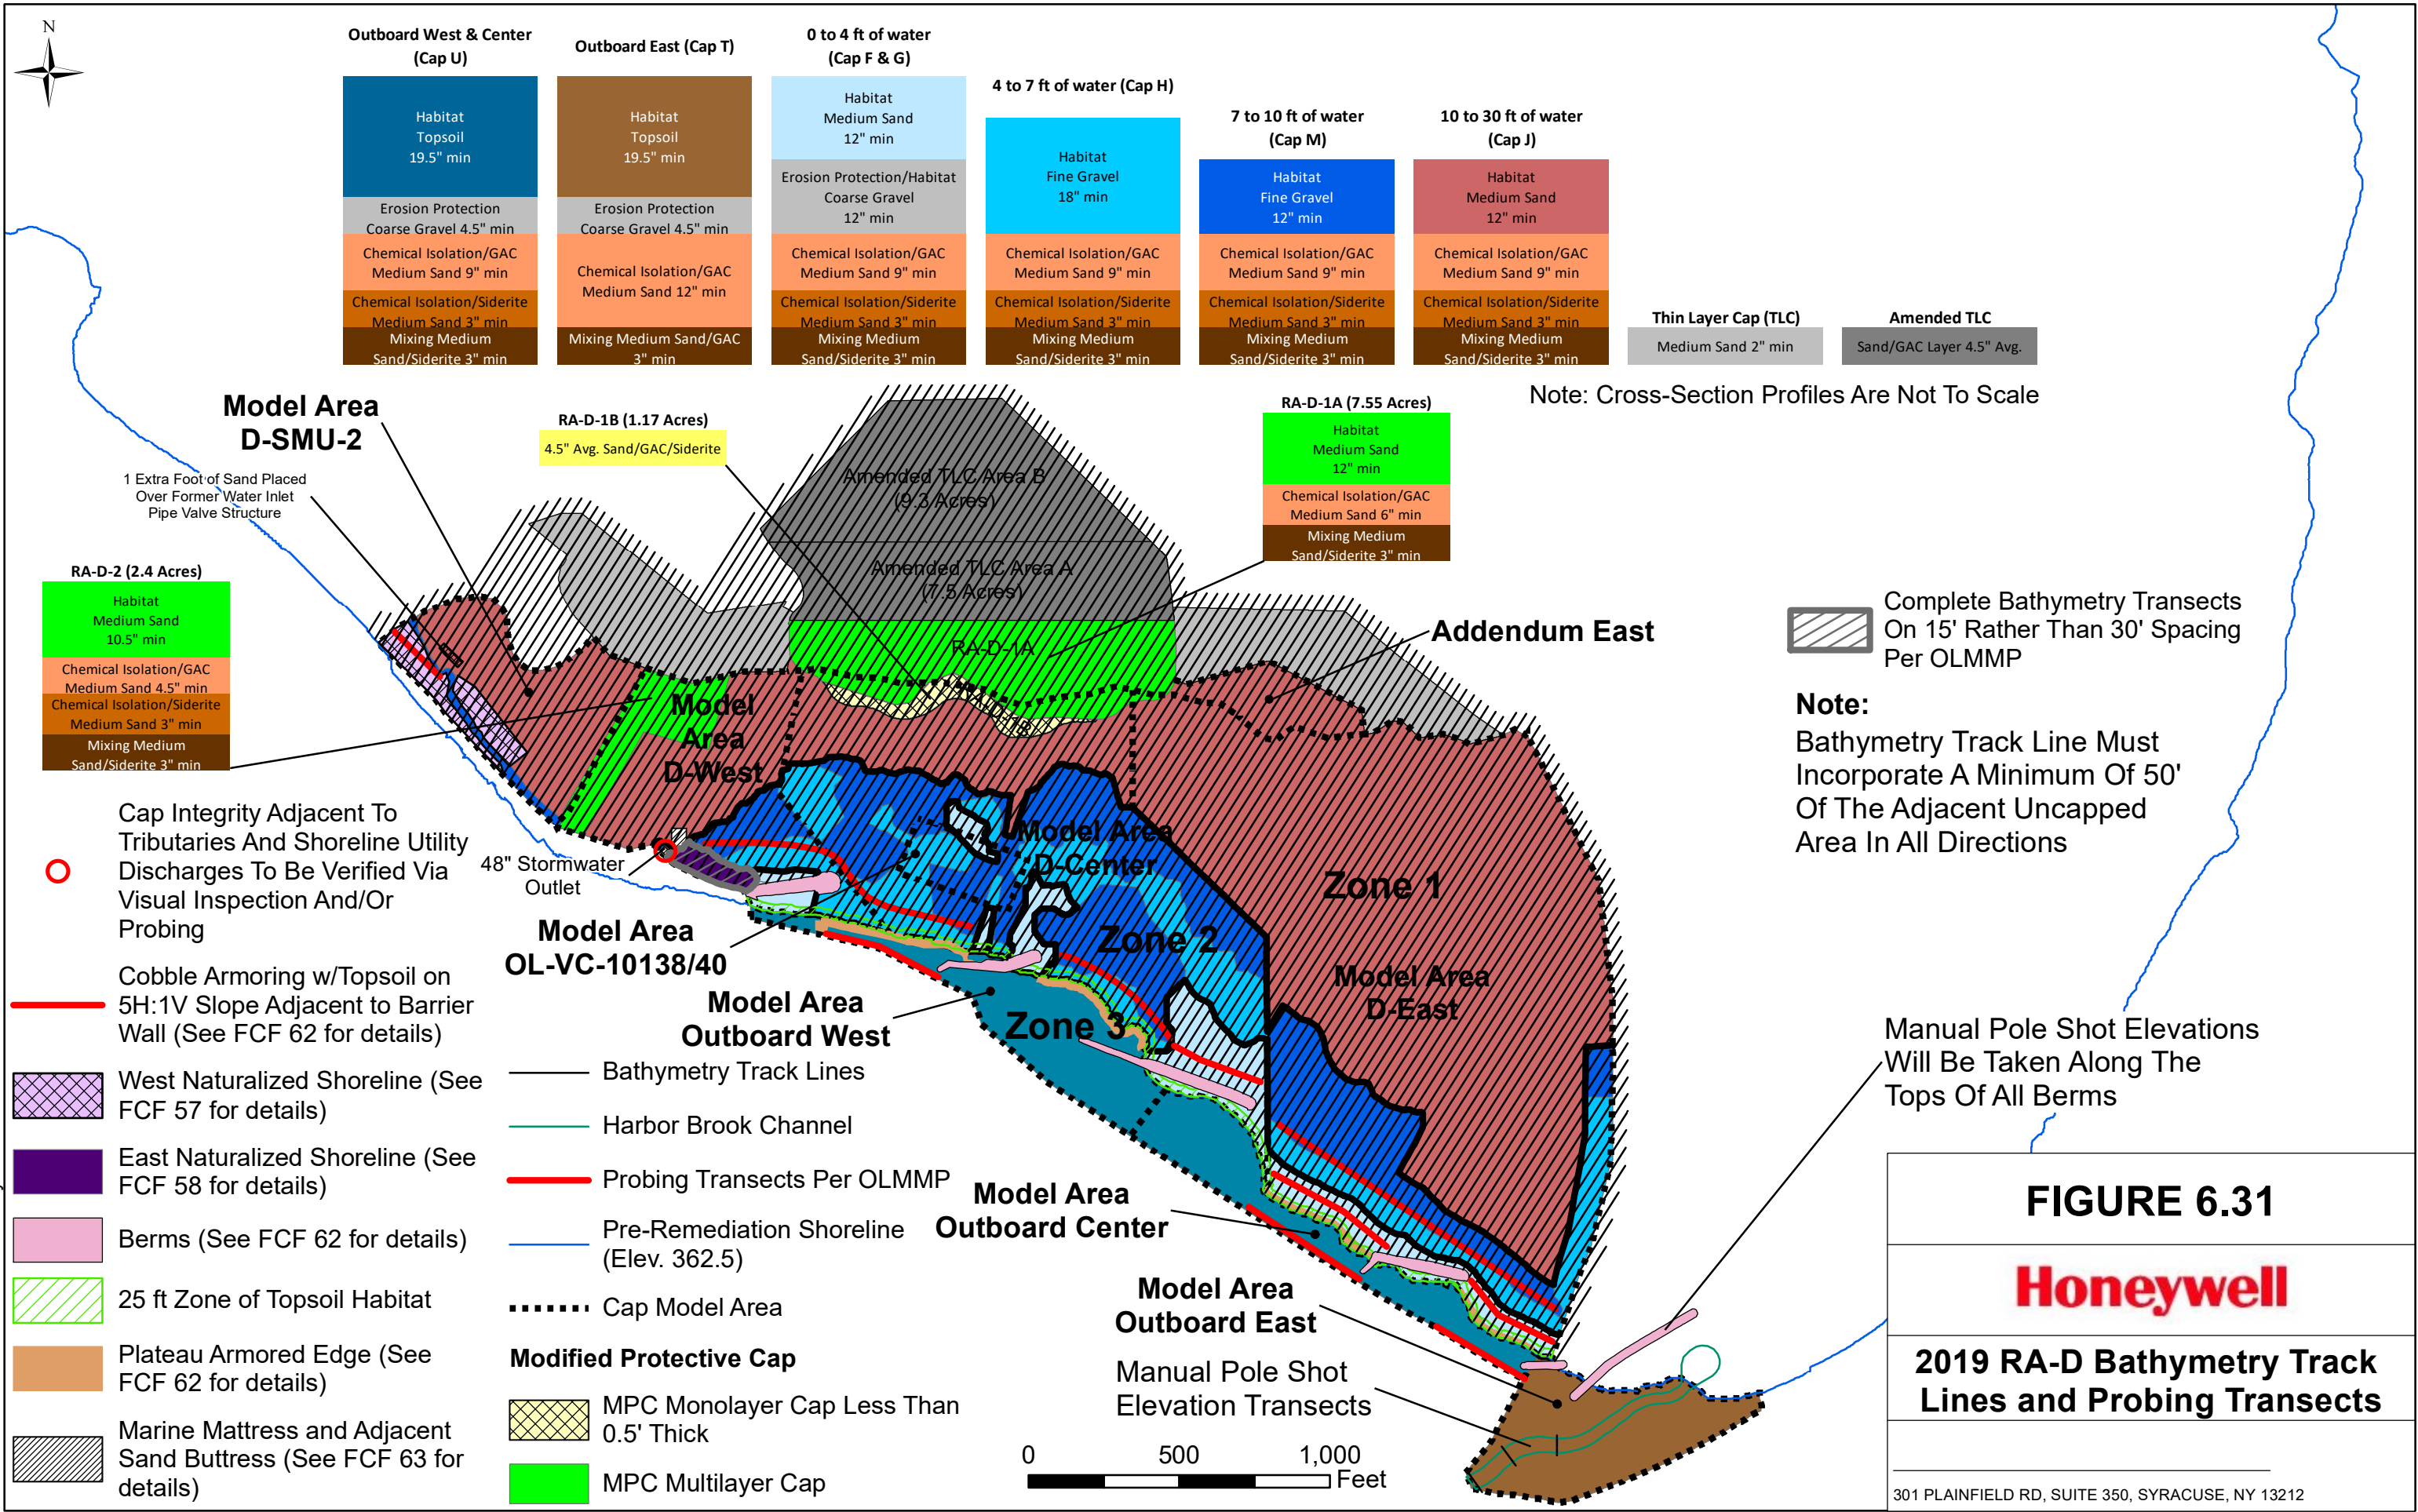 N
Outboard West & Center
(Cap U)
Habitat
Topsoil
19.5" min
Erosion Protection
Coarse Gravel 4.5" min
Chemical Isolation/GAC
Medium Sand 9" min
Chemical Isolation/Siderite
Medium Sand 3" min
Mixing Medium
Sand/Siderite 3" min
Outboard East (Cap T)
Habitat
Topsoil
19.5" min
Erosion Protection
Coarse Gravel 4.5" min
Chemical Isolation/GAC
Medium Sand 12" min
Mixing Medium Sand/GAC
3" min
0 to 4 ft of water
(Cap F & G)
Habitat
Medium Sand
12" min
Erosion Protection/Habitat
Coarse Gravel
12" min
Chemical Isolation/GAC
Medium Sand 9" min
Chemical Isolation/Siderite
Medium Sand 3" min
Mixing Medium
Sand/Siderite 3" min
4 to 7 ft of water (Cap H)
Habitat
Fine Gravel
18" min
Chemical Isolation/GAC
Medium Sand 9" min
Chemical Isolation/Siderite
Medium Sand 3" min
Mixing Medium
Sand/Siderite 3" min
7 to 10 ft of water
(Cap M)
Habitat
Fine Gravel
12" min
Chemical Isolation/GAC
Medium Sand 9" min
Chemical Isolation/Siderite
Medium Sand 3" min
Mixing Medium
Sand/Siderite 3" min
10 to 30 ft of water
(Cap J)
Habitat
Medium Sand
12" min
Chemical Isolation/GAC
Medium Sand 9" min
Chemical Isolation/Siderite
Medium Sand 3" min
Mixing Medium
Sand/Siderite 3" min
Thin Layer Cap (TLC)
Medium Sand 2" min
Amended TLC
Sand/GAC Layer 4.5" Avg.
Note: Cross-Section Profiles Are Not To Scale
Model Area
D-SMU-2
1 Extra Foot of Sand Placed
Over Former Water Inlet
Pipe Valve Structure
RA-D-1B (1.17 Acres)
4.5" Avg. Sand/GAC/Siderite
RA-D-1A (7.55 Acres)
Habitat
Medium Sand
12" min
Chemical Isolation/GAC
Medium Sand 6" min
Mixing Medium
Sand/Siderite 3" min
RA-D-2 (2.4 Acres)
Habitat
Medium Sand
10.5" min
Chemical Isolation/GAC
Medium Sand 4.5" min
Chemical Isolation/Siderite
Medium Sand 3" min
Mixing Medium
Sand/Siderite 3" min
Amended TLC Area B
(9.3 Acres)
Amended TLC Area A
(7.5 Acres)
RA-D-1A
RA-D-1B
Addendum East
Model
Area
D-West
Model Area
D-Center
Zone 1
Zone 2
Model Area
D-East
Zone 3
48" Stormwater
Outlet
Model Area
OL-VC-10138/40
Model Area
Outboard West
Model Area
Outboard Center
Model Area
Outboard East
Manual Pole Shot
Elevation Transects
Complete Bathymetry Transects
On 15' Rather Than 30' Spacing
Per OLMMP
Note:
Bathymetry Track Line Must
Incorporate A Minimum Of 50'
Of The Adjacent Uncapped
Area In All Directions
Manual Pole Shot Elevations
Will Be Taken Along The
Tops Of All Berms
Cap Integrity Adjacent To
Tributaries And Shoreline Utility
Discharges To Be Verified Via
Visual Inspection And/Or
Probing
Cobble Armoring w/Topsoil on
5H:1V Slope Adjacent to Barrier
Wall (See FCF 62 for details)
West Naturalized Shoreline (See
FCF 57 for details)
East Naturalized Shoreline (See
FCF 58 for details)
Berms (See FCF 62 for details)
25 ft Zone of Topsoil Habitat
Plateau Armored Edge (See
FCF 62 for details)
Marine Mattress and Adjacent
Sand Buttress (See FCF 63 for
details)
Bathymetry Track Lines
Harbor Brook Channel
Probing Transects Per OLMMP
Pre-Remediation Shoreline
(Elev. 362.5)
Cap Model Area
Modified Protective Cap
MPC Monolayer Cap Less Than
0.5' Thick
MPC Multilayer Cap
0 500 1,000
Feet
FIGURE 6.31
Honeywell
2019 RA-D Bathymetry Track
Lines and Probing Transects
301 PLAINFIELD RD, SUITE 350, SYRACUSE, NY 13212